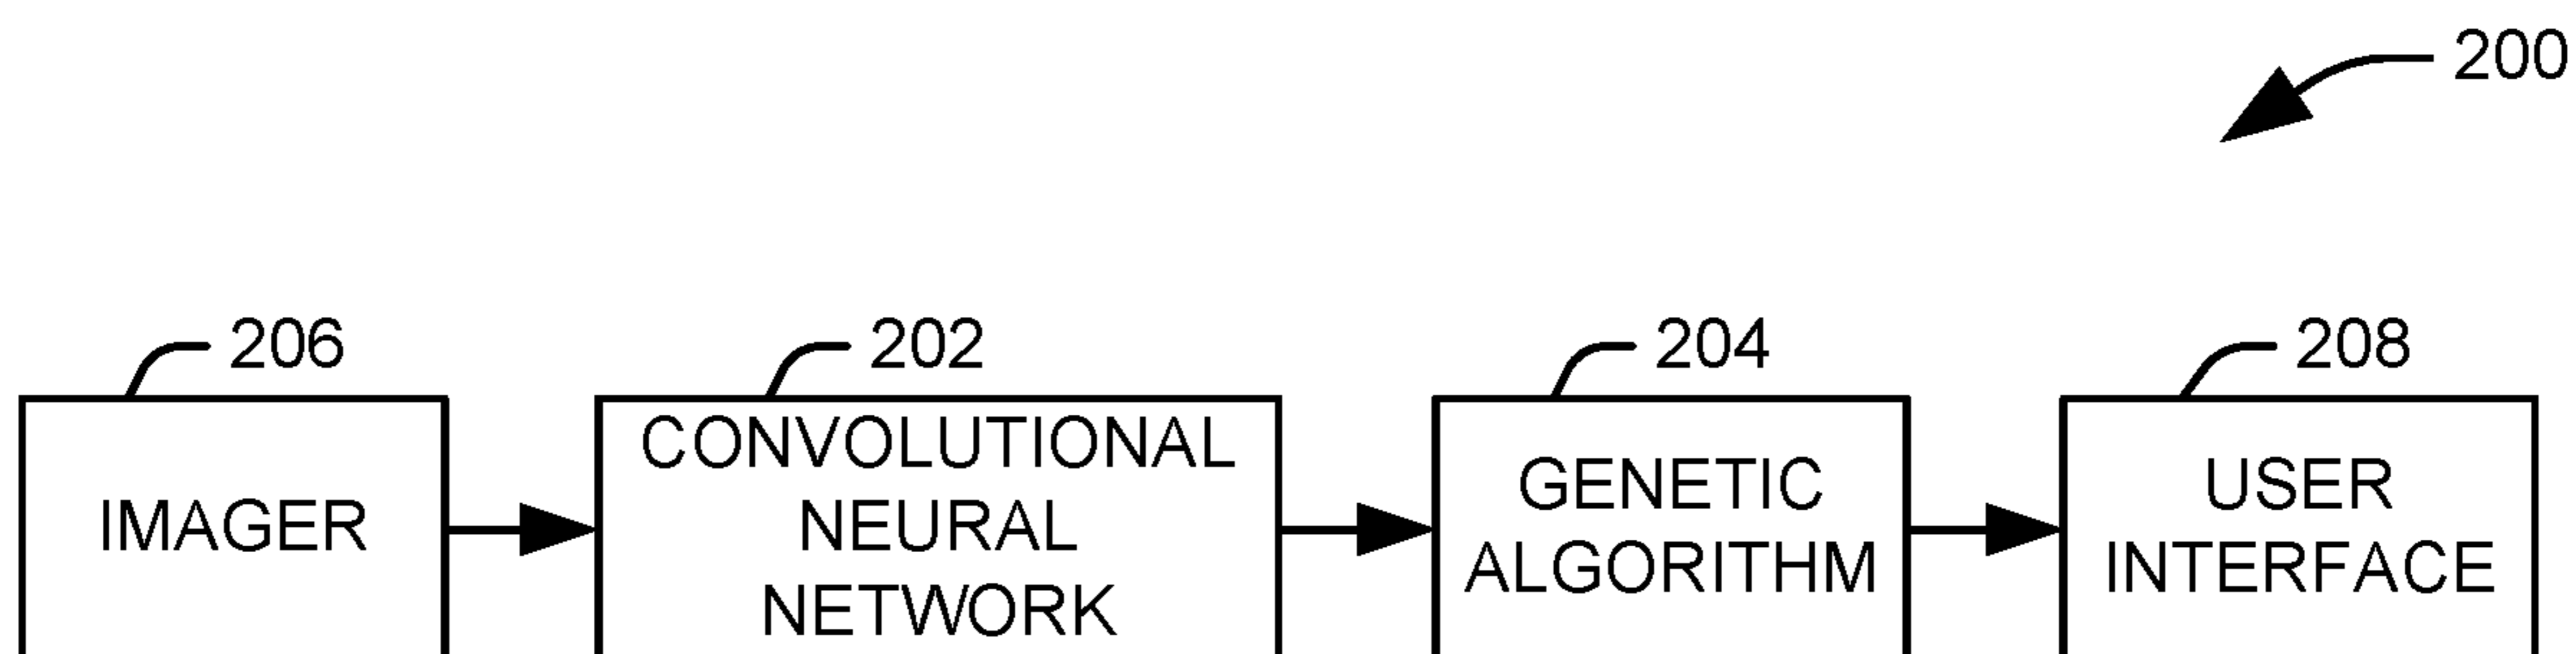 200
206
202
204
208
IMAGER
CONVOLUTIONAL
NEURAL
NETWORK
GENETIC
ALGORITHM
USER
INTERFACE